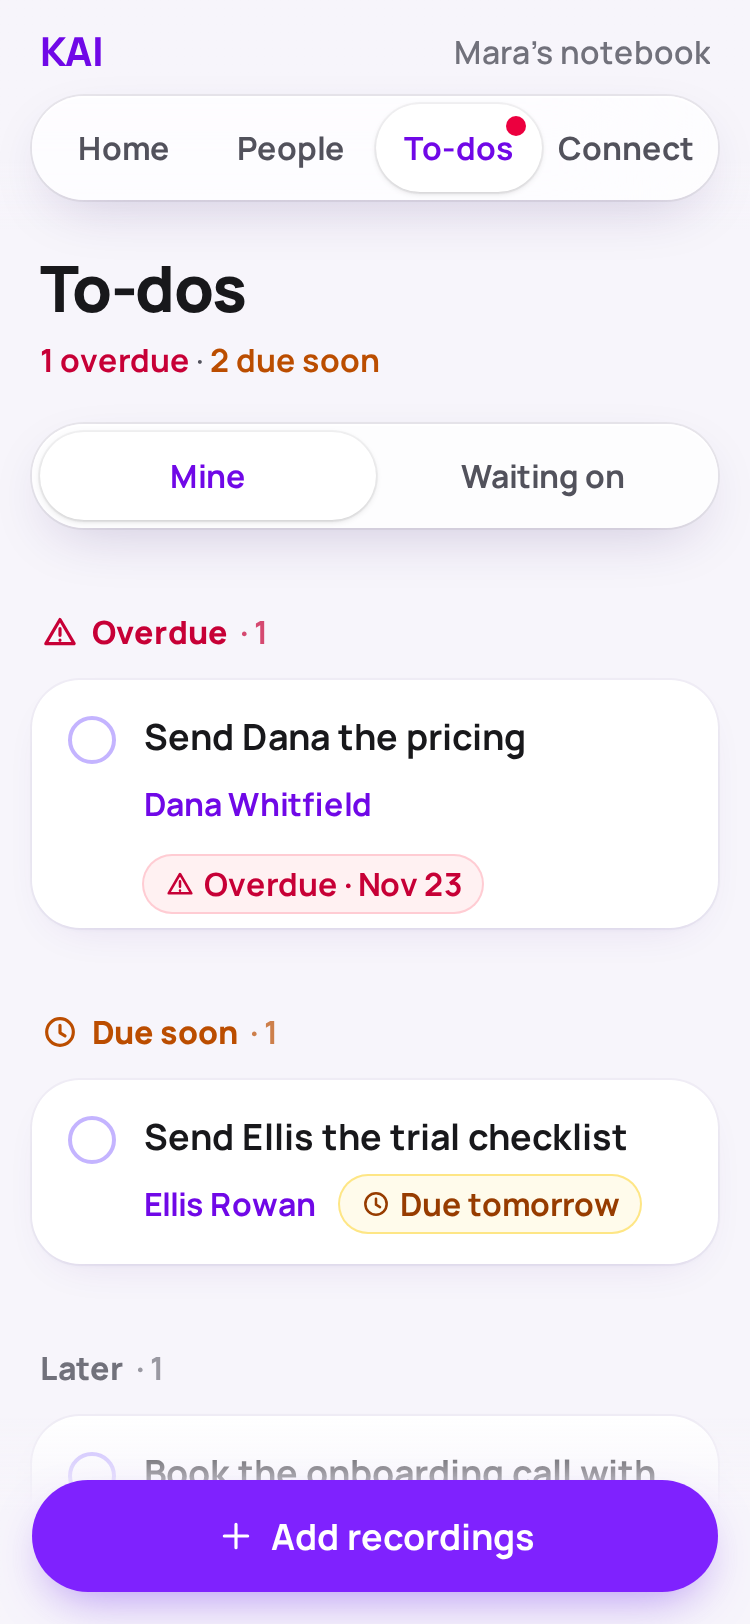 KAI
Mara's notebook
Home People To-dos Connect
To-dos
1 overdue · 2 due soon
Mine Waiting on
Overdue · 1
Send Dana the pricing
Dana Whitfield
Overdue · Nov 23
Due soon · 1
Send Ellis the trial checklist
Ellis Rowan Due tomorrow
Later · 1
Book the onboarding call with
+ Add recordings